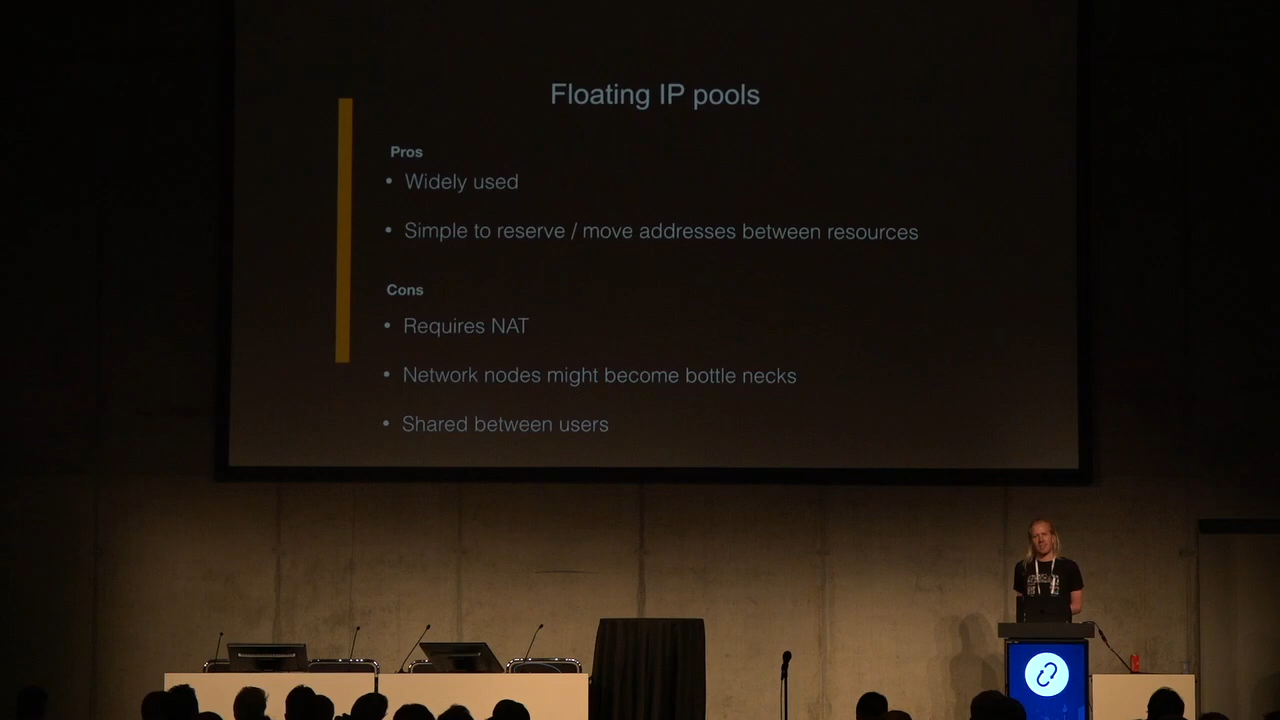 Floating IP pools
Pros
• Widely used
• Simple to reserve / move addresses between resources
Cons
• Requires NAT
• Network nodes might become bottle necks
• Shared between users